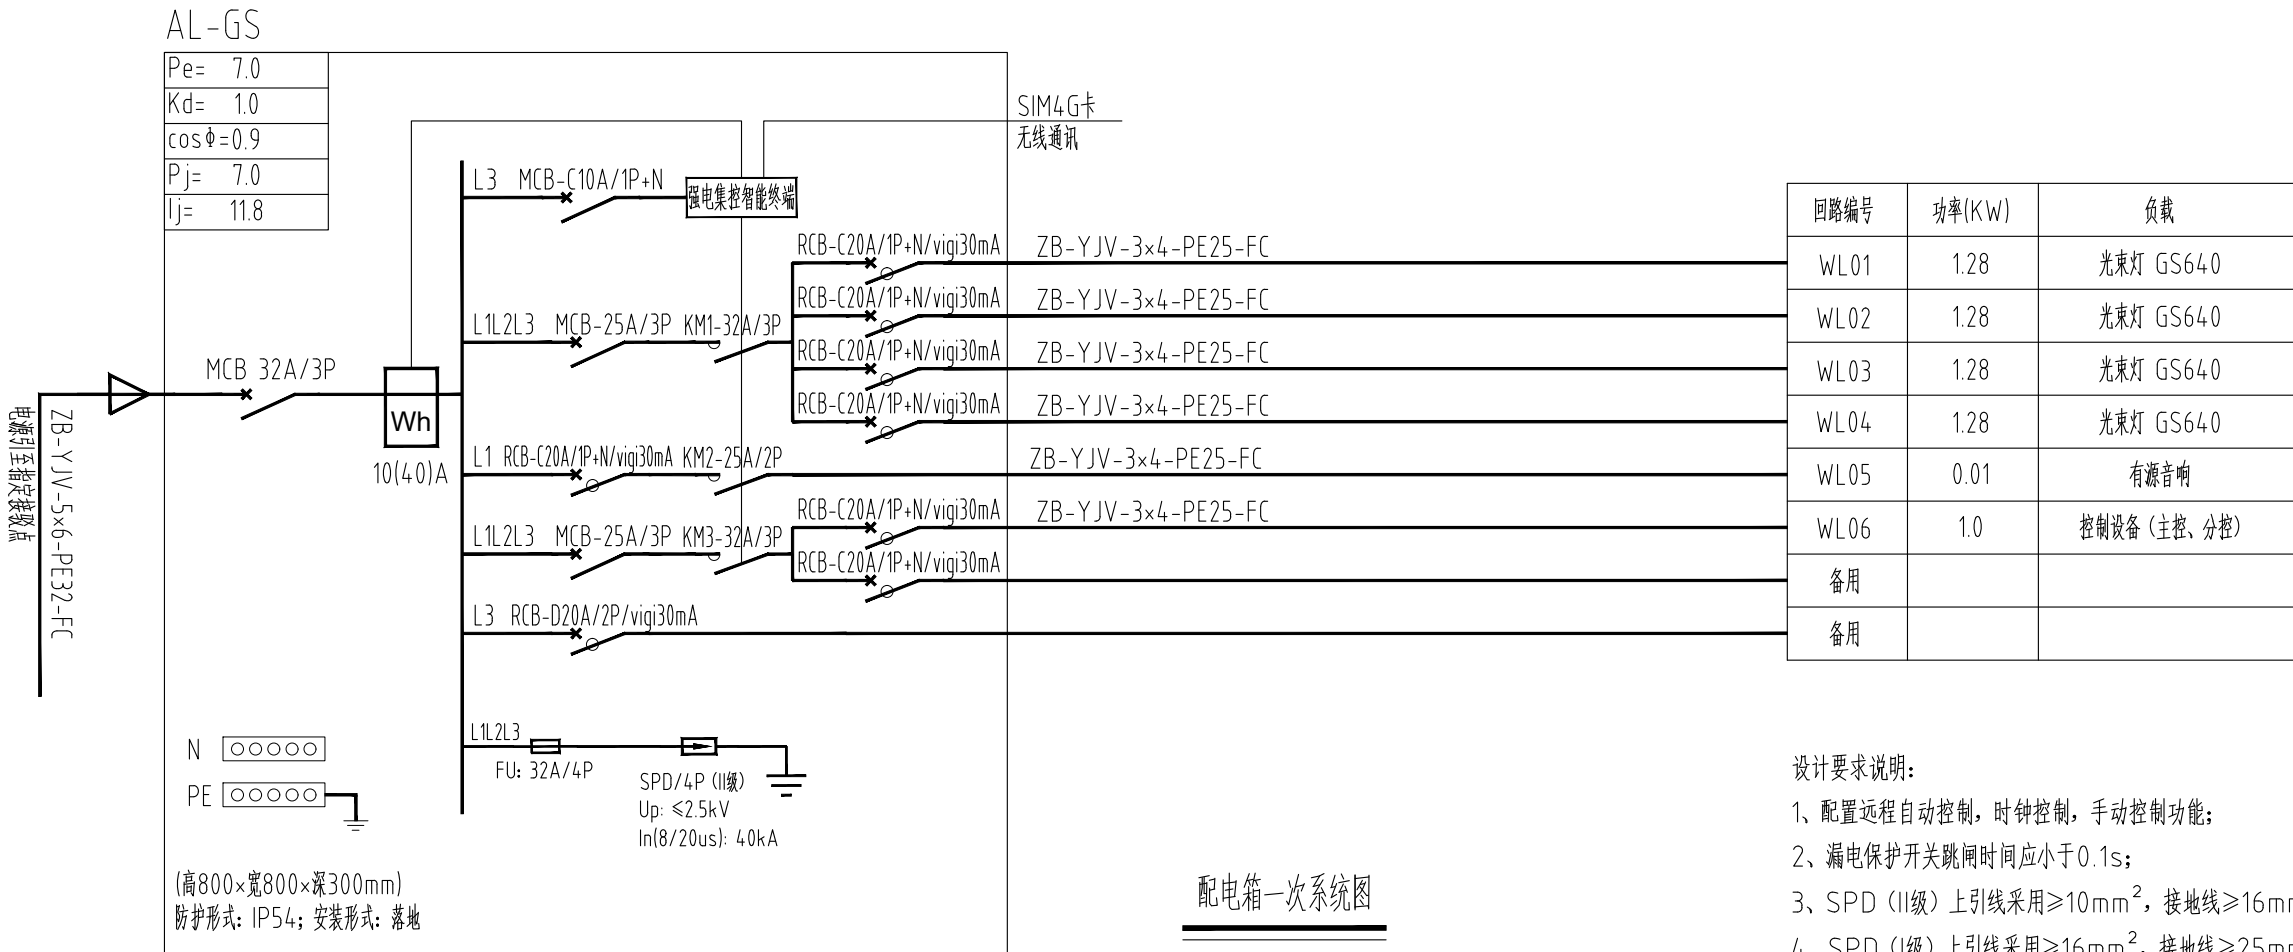 AL-GS
Pe= 7.0
Kd= 1.0
cosΦ=0.9
Pj= 7.0
Ij= 11.8
SIM4G卡
无线通讯
L3 MCB-C10A/1P+N
强电集控智能终端
RCB-C20A/1P+N/vigi30mA ZB-YJV-3×4-PE25-FC
RCB-C20A/1P+N/vigi30mA ZB-YJV-3×4-PE25-FC
L1L2L3 MCB-25A/3P KM1-32A/3P
RCB-C20A/1P+N/vigi30mA ZB-YJV-3×4-PE25-FC
RCB-C20A/1P+N/vigi30mA ZB-YJV-3×4-PE25-FC
MCB 32A/3P
Wh
10(40)A
L1 RCB-C20A/1P+N/vigi30mA KM2-25A/2P ZB-YJV-3×4-PE25-FC
RCB-C20A/1P+N/vigi30mA ZB-YJV-3×4-PE25-FC
L1L2L3 MCB-25A/3P KM3-32A/3P
RCB-C20A/1P+N/vigi30mA
L3 RCB-D20A/2P/vigi30mA
ZB-YJV-5×6-PE32-FC
电源引至指定接驳点
L1L2L3
FU: 32A/4P
SPD/4P (II级)
Up: ≤2.5kV
In(8/20us): 40kA
N
PE
(高800×宽800×深300mm)
防护形式: IP54; 安装形式: 落地
配电箱一次系统图
回路编号 功率(KW) 负载
WL01 1.28 光束灯 GS640
WL02 1.28 光束灯 GS640
WL03 1.28 光束灯 GS640
WL04 1.28 光束灯 GS640
WL05 0.01 有源音响
WL06 1.0 控制设备(主控、分控)
备用
备用
设计要求说明:
1、配置远程自动控制, 时钟控制, 手动控制功能;
2、漏电保护开关跳闸时间应小于0.1s;
3、SPD (II级) 上引线采用≥10mm², 接地线≥16mm
4、SPD (I级) 上引线采用≥16mm², 接地线≥25mm